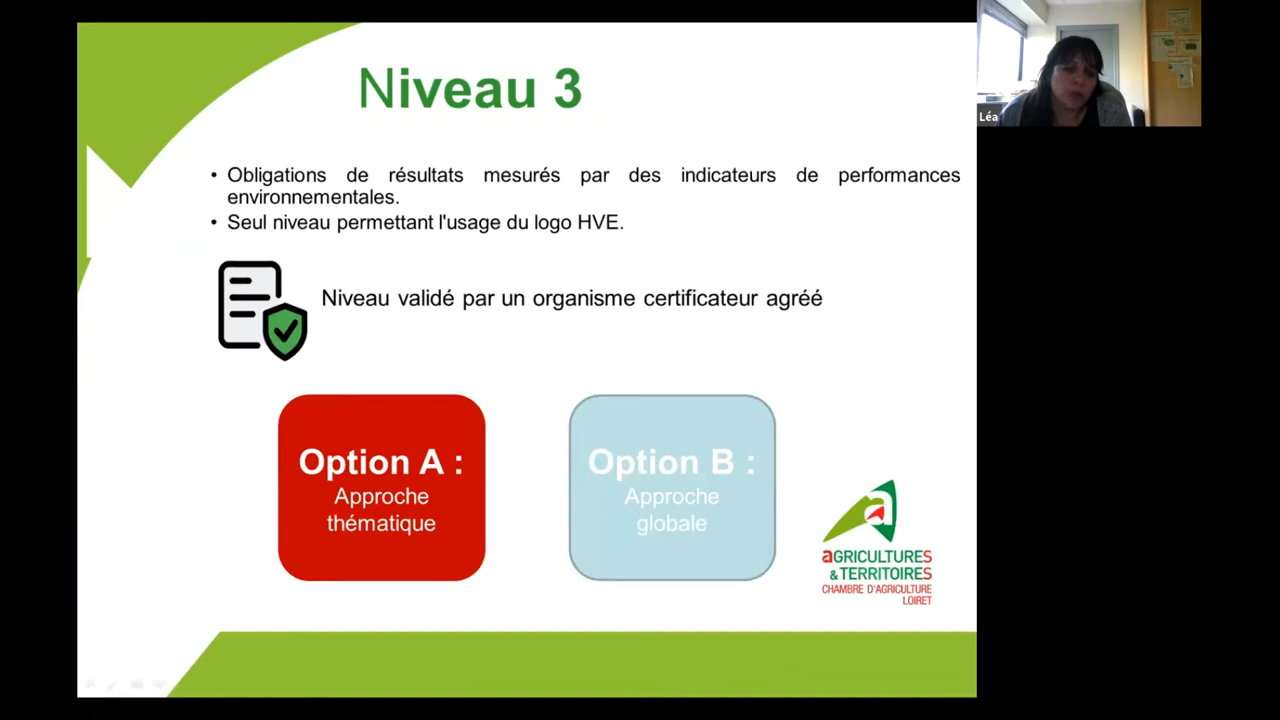 Niveau 3
Léa
• Obligations de résultats mesurés par des indicateurs de performances
environnementales.
• Seul niveau permettant l'usage du logo HVE.
Niveau validé par un organisme certificateur agréé
Option A :
Approche
thématique
Option B :
Approche
globale
aGRICULTURES
& TERRITOIRES
CHAMBRE D'AGRICULTURE
LOIRET